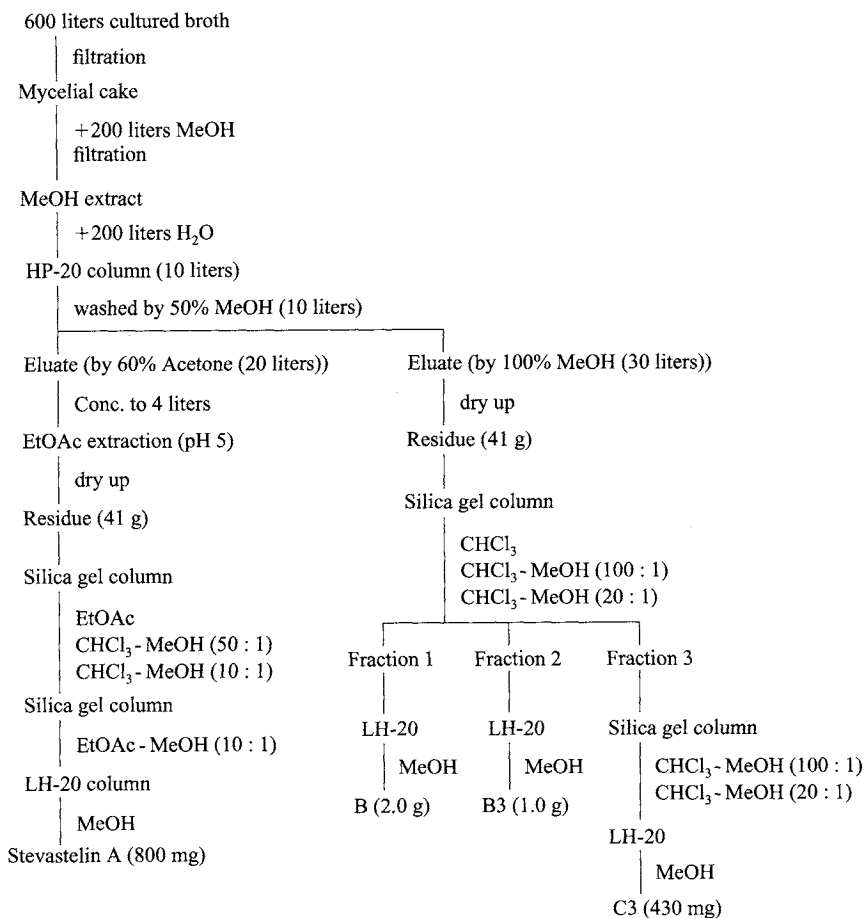 600 liters cultured broth
filtration
Mycelial cake
+200 liters MeOH
filtration
MeOH extract
+200 liters H₂O
HP-20 column (10 liters)
washed by 50% MeOH (10 liters)
Eluate (by 60% Acetone (20 liters))
Conc. to 4 liters
EtOAc extraction (pH 5)
dry up
Residue (41 g)
Silica gel column
EtOAc
CHCl₃-MeOH (50 : 1)
CHCl₃-MeOH (10 : 1)
Silica gel column
EtOAc-MeOH (10 : 1)
LH-20 column
MeOH
Stevastelin A (800 mg)
Eluate (by 100% MeOH (30 liters))
dry up
Residue (41 g)
Silica gel column
CHCl₃
CHCl₃-MeOH (100 : 1)
CHCl₃-MeOH (20 : 1)
Fraction 1
LH-20
MeOH
B (2.0 g)
Fraction 2
LH-20
MeOH
B3 (1.0 g)
Fraction 3
Silica gel column
CHCl₃-MeOH (100 : 1)
CHCl₃-MeOH (20 : 1)
LH-20
MeOH
C3 (430 mg)